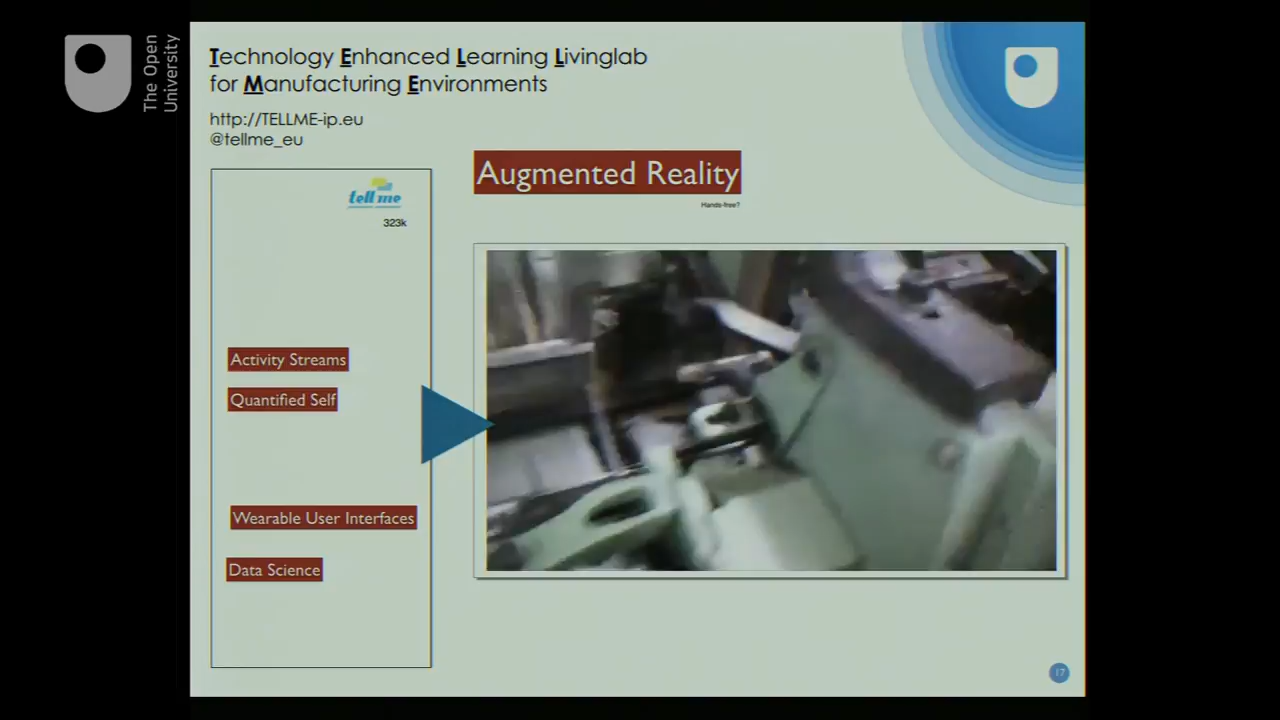 The Open
University
Technology Enhanced Learning Livinglab
for Manufacturing Environments
http://TELLME-ip.eu
@tellme_eu
tell me
323k
Augmented Reality
Hands-free?
Activity Streams
Quantified Self
Wearable User Interfaces
Data Science
17